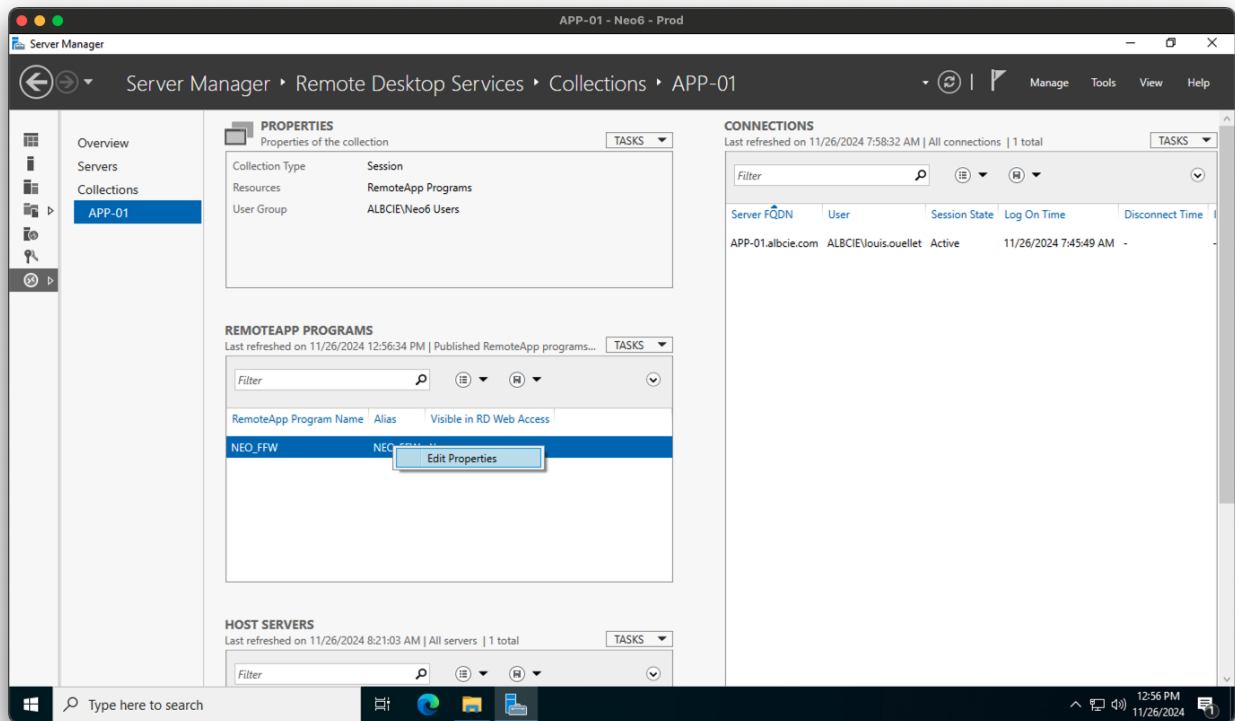 APP-01 - Neo6 - Prod
Server Manager
Server Manager ‣ Remote Desktop Services ‣ Collections ‣ APP-01
Manage Tools View Help
Overview
Servers
Collections
APP-01
PROPERTIES
Properties of the collection
TASKS
Collection Type Session
Resources RemoteApp Programs
User Group ALBCIE\Neo6 Users
REMOTEAPP PROGRAMS
Last refreshed on 11/26/2024 12:56:34 PM | Published RemoteApp programs...
TASKS
Filter
RemoteApp Program Name Alias Visible in RD Web Access
NEO_FFW NEO_FFW
Edit Properties
HOST SERVERS
Last refreshed on 11/26/2024 8:21:03 AM | All servers | 1 total
TASKS
Filter
CONNECTIONS
Last refreshed on 11/26/2024 7:58:32 AM | All connections | 1 total
TASKS
Filter
Server FQDN User Session State Log On Time Disconnect Time
APP-01.albcie.com ALBCIE\louis.ouellet Active 11/26/2024 7:45:49 AM - -
Type here to search
12:56 PM
11/26/2024
1